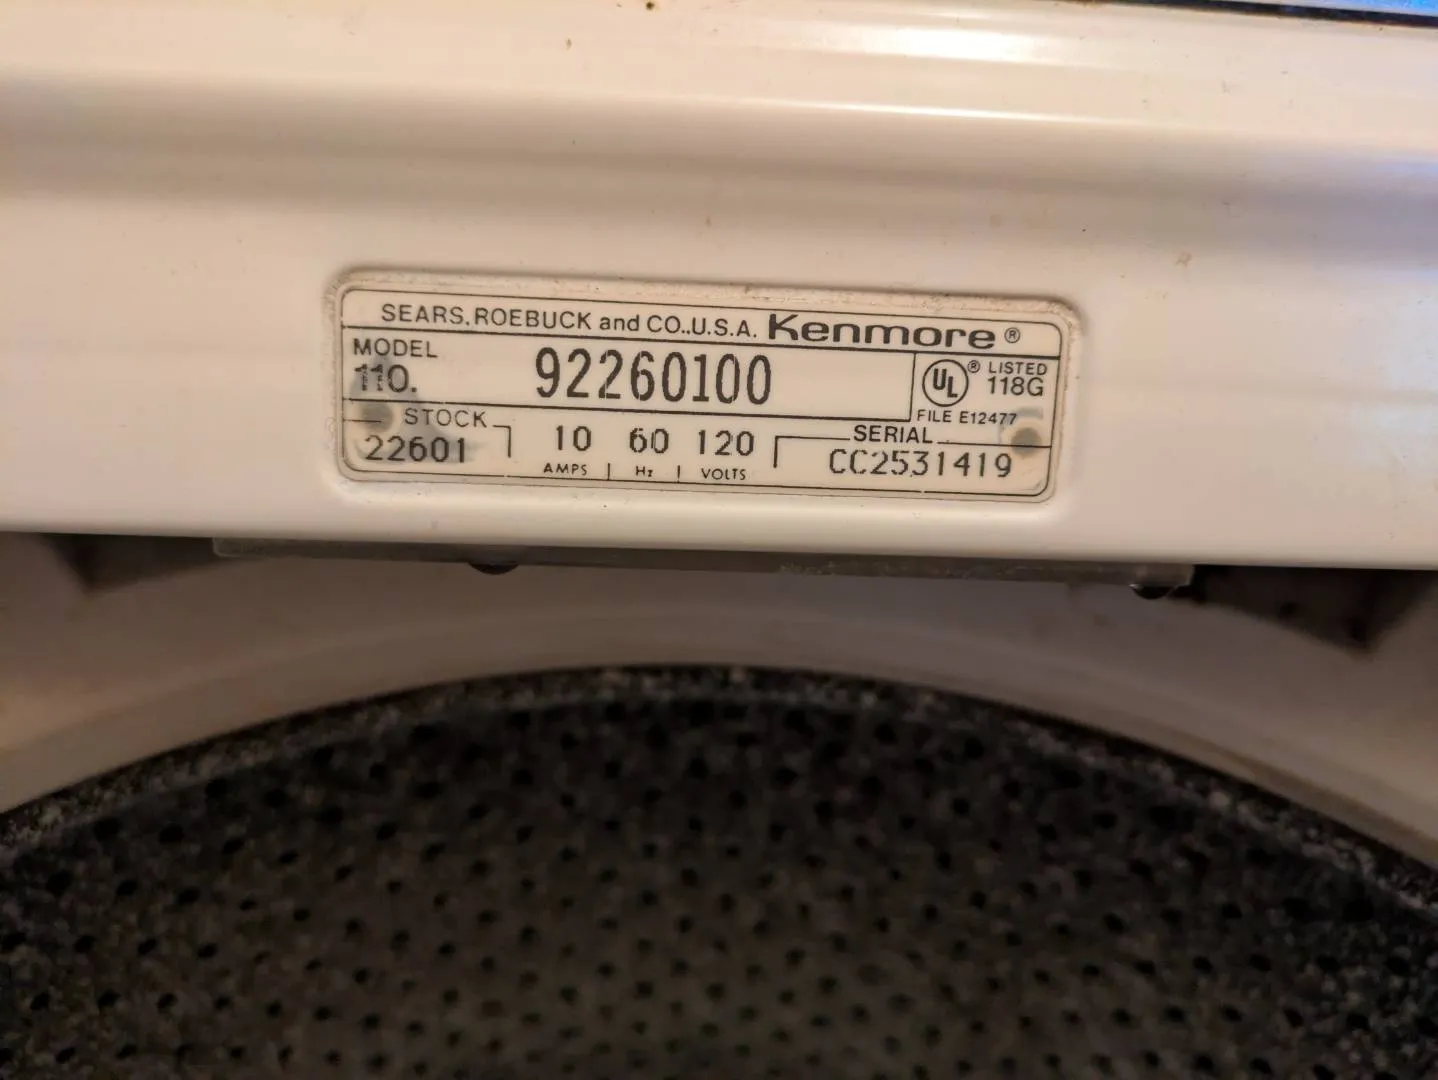 SEARS, ROEBUCK and CO., U.S.A. Kenmore ®
MODEL
110. 92260100
UL ® LISTED
118G
FILE E12477
STOCK
22601
10 60 120
AMPS Hz VOLTS
SERIAL
CC2531419